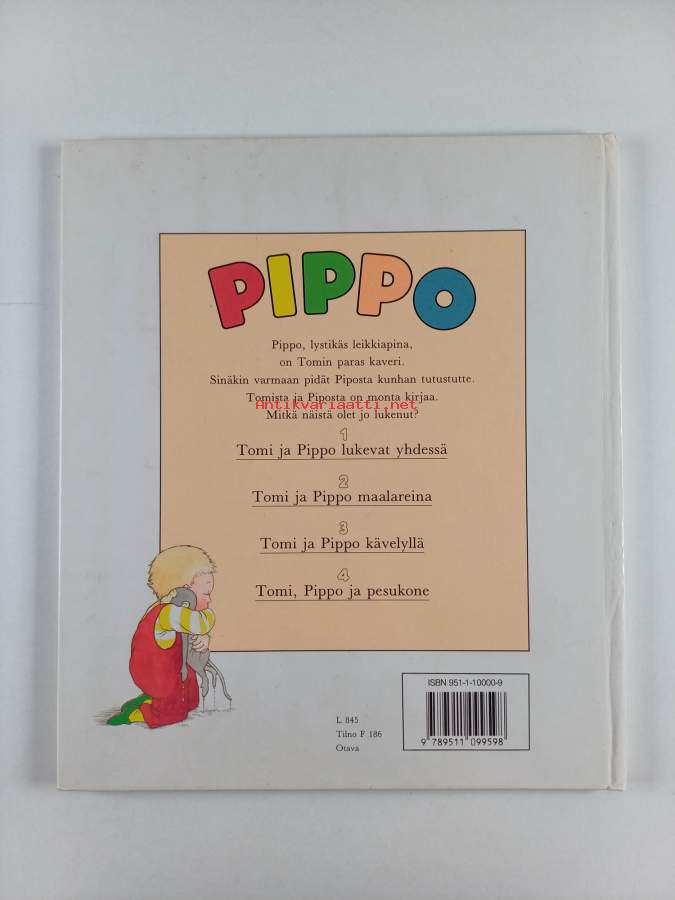 PIPPO
Pippo, lystikäs leikkiapina,
on Tomin paras kaveri.
Sinäkin varmaan pidät Piposta kunhan tutustutte.
Tomista ja Piposta on monta kirjaa.
Antikvariaatti.net
Mitkä näistä olet jo lukenut?
1
Tomi ja Pippo lukevat yhdessä
2
Tomi ja Pippo maalareina
3
Tomi ja Pippo kävelyllä
4
Tomi, Pippo ja pesukone
ISBN 951-1-10000-9
9 789511 099598
L 845
Tilno F 186
Otava